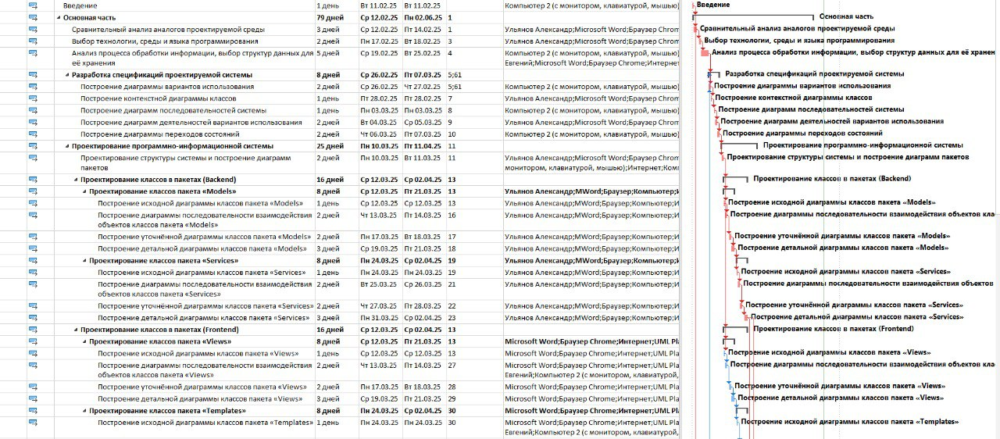 Введение 1 день Вт 11.02.25 Вт 11.02.25 Компьютер 2 (с монитором, клавиатурой, мышью) Введение
Основная часть 79 дней Ср 12.02.25 Пн 02.06.25 1 Основная часть
Сравнительный анализ аналогов проектируемой среды 3 дней Ср 12.02.25 Пт 14.02.25 1 Ульянов Александр;Microsoft Word;Браузер Chrom Сравнительный анализ аналогов проектируемой среды
Выбор технологии, среды и языка программирования 2 дней Пн 17.02.25 Вт 18.02.25 3 Ульянов Александр;Microsoft Word;Браузер Chrom Выбор технологии, среды и языка программирования
Анализ процесса обработки информации, выбор структур данных для 5 дней Ср 19.02.25 Вт 25.02.25 4 Компьютер 2 (с монитором, клавиатурой, мышью) Анализ процесса обработки информации, выбор структур данных для её хранен
её хранения Евгений;Microsoft Word;Браузер Chrome;Интернет
Разработка спецификаций проектируемой системы 8 дней Ср 26.02.25 Пт 07.03.25 5;61 Разработка спецификаций проектируемой системы
Построение диаграммы вариантов использования 2 дней Ср 26.02.25 Чт 27.02.25 5;61 Компьютер 2 (с монитором, клавиатурой, мышью) Построение диаграммы вариантов использования
Построение контекстной диаграммы классов 1 день Пт 28.02.25 Пт 28.02.25 7 Ульянов Александр;Microsoft Word;Браузер Chrom Построение контекстной диаграммы классов
Построение диаграмм последовательностей системы 1 день Пн 03.03.25 Пн 03.03.25 8 Компьютер 2 (с монитором, клавиатурой, мышью) Построение диаграмм последовательностей системы
Построение диаграмм деятельностей вариантов использования 2 дней Вт 04.03.25 Ср 05.03.25 9 Ульянов Александр;Microsoft Word;Браузер Chrom Построение диаграмм деятельностей вариантов использования
Построение диаграммы переходов состояний 2 дней Чт 06.03.25 Пт 07.03.25 10 Компьютер 2 (с монитором, клавиатурой, мышью) Построение диаграммы переходов состояний
Проектирование программно-информационной системы 25 дней Пн 10.03.25 Пт 11.04.25 11 Проектирование программно-информационной системы
Проектирование структуры системы и построение диаграмм 2 дней Пн 10.03.25 Вт 11.03.25 11 Ульянов Александр;Microsoft Word;Браузер Chrom Проектирование структуры системы и построение диаграмм пакетов
пакетов монитором, клавиатурой, мышью);Интернет;Комп
Проектирование классов в пакетах (Backend) 16 дней Ср 12.03.25 Ср 02.04.25 13 Проектирование классов в пакетах (Backend)
Проектирование классов пакета «Models» 8 дней Ср 12.03.25 Пт 21.03.25 13 Ульянов Александр;MWord;Браузер;Компьютер;И
Построение исходной диаграммы классов пакета «Models» 1 день Ср 12.03.25 Ср 12.03.25 13 Ульянов Александр;MWord;Браузер;Компьютер;И Построение исходной диаграммы классов пакета «Models»
Построение диаграммы последовательности взаимодействия 2 дней Чт 13.03.25 Пт 14.03.25 16 Ульянов Александр;MWord;Браузер;Компьютер;И Построение диаграммы последовательности взаимодействия объектов кла
объектов классов пакета «Models»
Построение уточнённой диаграммы классов пакета «Models» 2 дней Пн 17.03.25 Вт 18.03.25 17 Ульянов Александр;MWord;Браузер;Компьютер;И Построение уточнённой диаграммы классов пакета «Models»
Построение детальной диаграммы классов пакета «Models» 3 дней Ср 19.03.25 Пт 21.03.25 18 Ульянов Александр;MWord;Браузер;Компьютер;И Построение детальной диаграммы классов пакета «Models»
Проектирование классов пакета «Services» 8 дней Пн 24.03.25 Ср 02.04.25 19 Ульянов Александр;MWord;Браузер;Компьютер;И
Построение исходной диаграммы классов пакета «Services» 1 день Пн 24.03.25 Пн 24.03.25 19 Ульянов Александр;MWord;Браузер;Компьютер;И Построение исходной диаграммы классов пакета «Services»
Построение диаграммы последовательности взаимодействия 2 дней Вт 25.03.25 Ср 26.03.25 21 Ульянов Александр;MWord;Браузер;Компьютер;И Построение диаграммы последовательности взаимодействия объектов
объектов классов пакета «Services»
Построение уточнённой диаграммы классов пакета «Services» 2 дней Чт 27.03.25 Пт 28.03.25 22 Ульянов Александр;MWord;Браузер;Компьютер;И Построение уточнённой диаграммы классов пакета «Services»
Построение детальной диаграммы классов пакета «Services» 3 дней Пн 31.03.25 Ср 02.04.25 23 Ульянов Александр;MWord;Браузер;Компьютер;И Построение детальной диаграммы классов пакета «Services»
Проектирование классов в пакетах (Frontend) 16 дней Ср 12.03.25 Ср 02.04.25 13 Проектирование классов в пакетах (Frontend)
Проектирование классов пакета «Views» 8 дней Ср 12.03.25 Пт 21.03.25 13 Microsoft Word;Браузер Chrome;Интернет;UML Pla
Построение исходной диаграммы классов пакета «Views» 1 день Ср 12.03.25 Ср 12.03.25 13 Microsoft Word;Браузер Chrome;Интернет;UML Pla Построение исходной диаграммы классов пакета «Views»
Построение диаграммы последовательности взаимодействия 2 дней Чт 13.03.25 Пт 14.03.25 27 Microsoft Word;Браузер Chrome;Интернет;UML Pla Построение диаграммы последовательности взаимодействия объектов кла
объектов классов пакета «Views» Евгений;Компьютер 2 (с монитором, клавиатурой,
Построение уточнённой диаграммы классов пакета «Views» 2 дней Пн 17.03.25 Вт 18.03.25 28 Microsoft Word;Браузер Chrome;Интернет;UML Pla Построение уточнённой диаграммы классов пакета «Views»
Построение детальной диаграммы классов пакета «Views» 3 дней Ср 19.03.25 Пт 21.03.25 29 Microsoft Word;Браузер Chrome;Интернет;UML Pla Построение детальной диаграммы классов пакета «Views»
Проектирование классов пакета «Templates» 8 дней Пн 24.03.25 Ср 02.04.25 30 Microsoft Word;Браузер Chrome;Интернет;UML Pla
Построение исходной диаграммы классов пакета «Templates» 1 день Пн 24.03.25 Пн 24.03.25 30 Microsoft Word;Браузер Chrome;Интернет;UML Pla Построение исходной диаграммы классов пакета «Templates»
Евгений;Компьютер 2 (с монитором, клавиатурой,